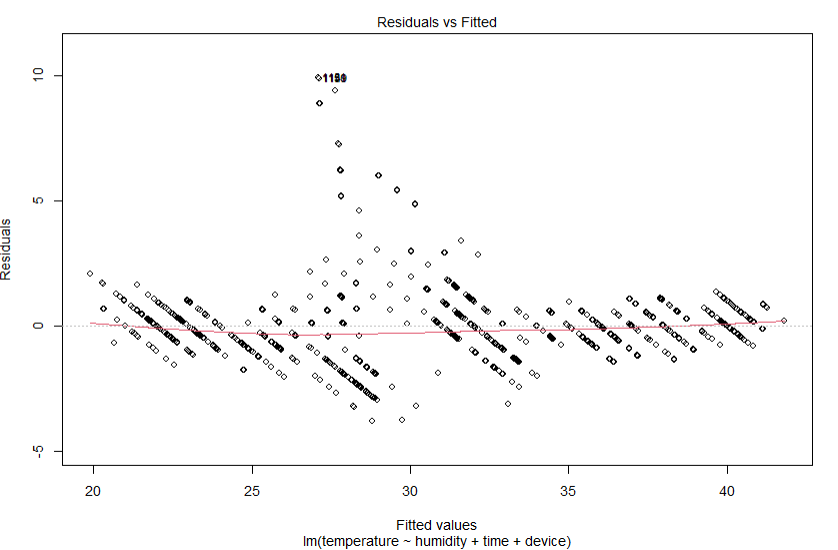 Residuals vs Fitted
10
5
0
-5
Residuals
20 25 30 35 40
Fitted values
lm(temperature ~ humidity + time + device)